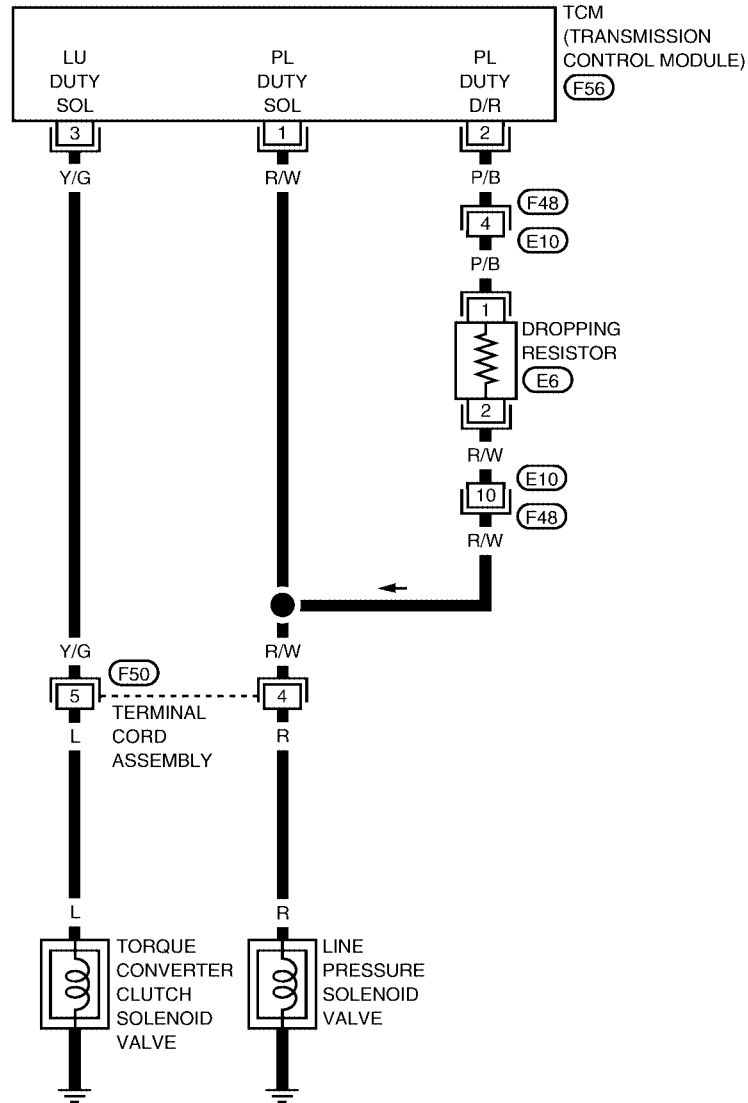 TCM
(TRANSMISSION
CONTROL MODULE)
F56
LU
DUTY
SOL
PL
DUTY
SOL
PL
DUTY
D/R
3
1
2
Y/G
R/W
P/B
F48
4
E10
P/B
1
DROPPING
RESISTOR
E6
2
R/W
E10
10
F48
R/W
Y/G
R/W
F50
5
4
TERMINAL
CORD
ASSEMBLY
L
R
L
R
TORQUE
CONVERTER
CLUTCH
SOLENOID
VALVE
LINE
PRESSURE
SOLENOID
VALVE